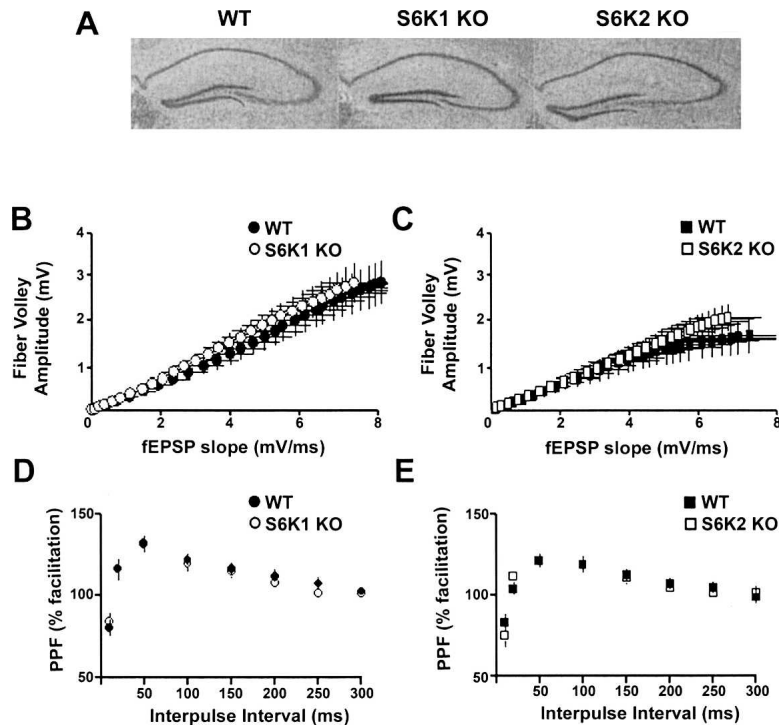 A WT S6K1 KO S6K2 KO
B
WT
S6K1 KO
Fiber Volley
Amplitude (mV)
4
3
2
1
0 2 4 6 8
fEPSP slope (mV/ms)
C
WT
S6K2 KO
Fiber Volley
Amplitude (mV)
4
3
2
1
0 2 4 6 8
fEPSP slope (mV/ms)
D
WT
S6K1 KO
PPF (% facilitation)
150
100
50
50 100 150 200 250 300
Interpulse Interval (ms)
E
WT
S6K2 KO
PPF (% facilitation)
150
100
50
50 100 150 200 250 300
Interpulse Interval (ms)